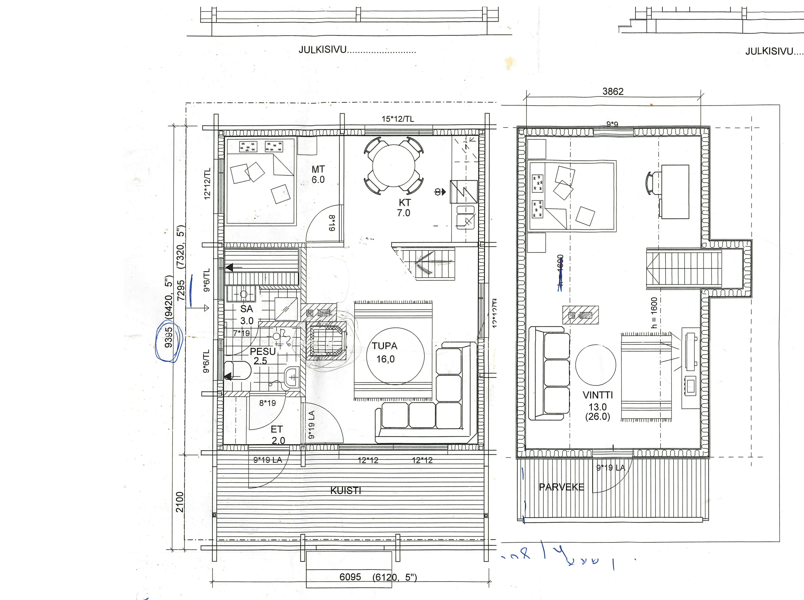 JULKISIVU........................
JULKISIVU....
3862
15*12/TL
9*9
12*12/TL
MT
6.0
8*19
KT
7.0
9395 (9420, 5")
7295 (7320, 5")
9*6/TL
SA
3.0
7*19
PESU
2.5
9*6/TL
TUPA
16,0
12*12/TL
h = 1600
h = 1600
VINTTI
13.0
(26.0)
8*19
9*19 LA
ET
2.0
9*19 LA
12*12
12*12
9*19 LA
KUISTI
PARVEKE
2100
6095 (6120, 5")